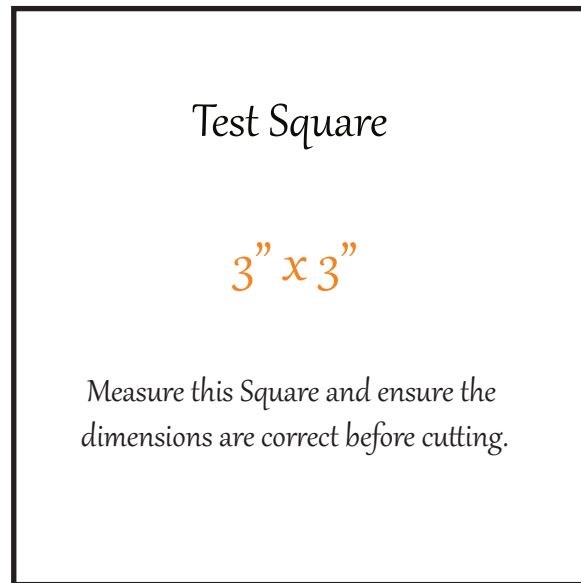 Test Square
3” x 3”
Measure this Square and ensure the
dimensions are correct before cutting.